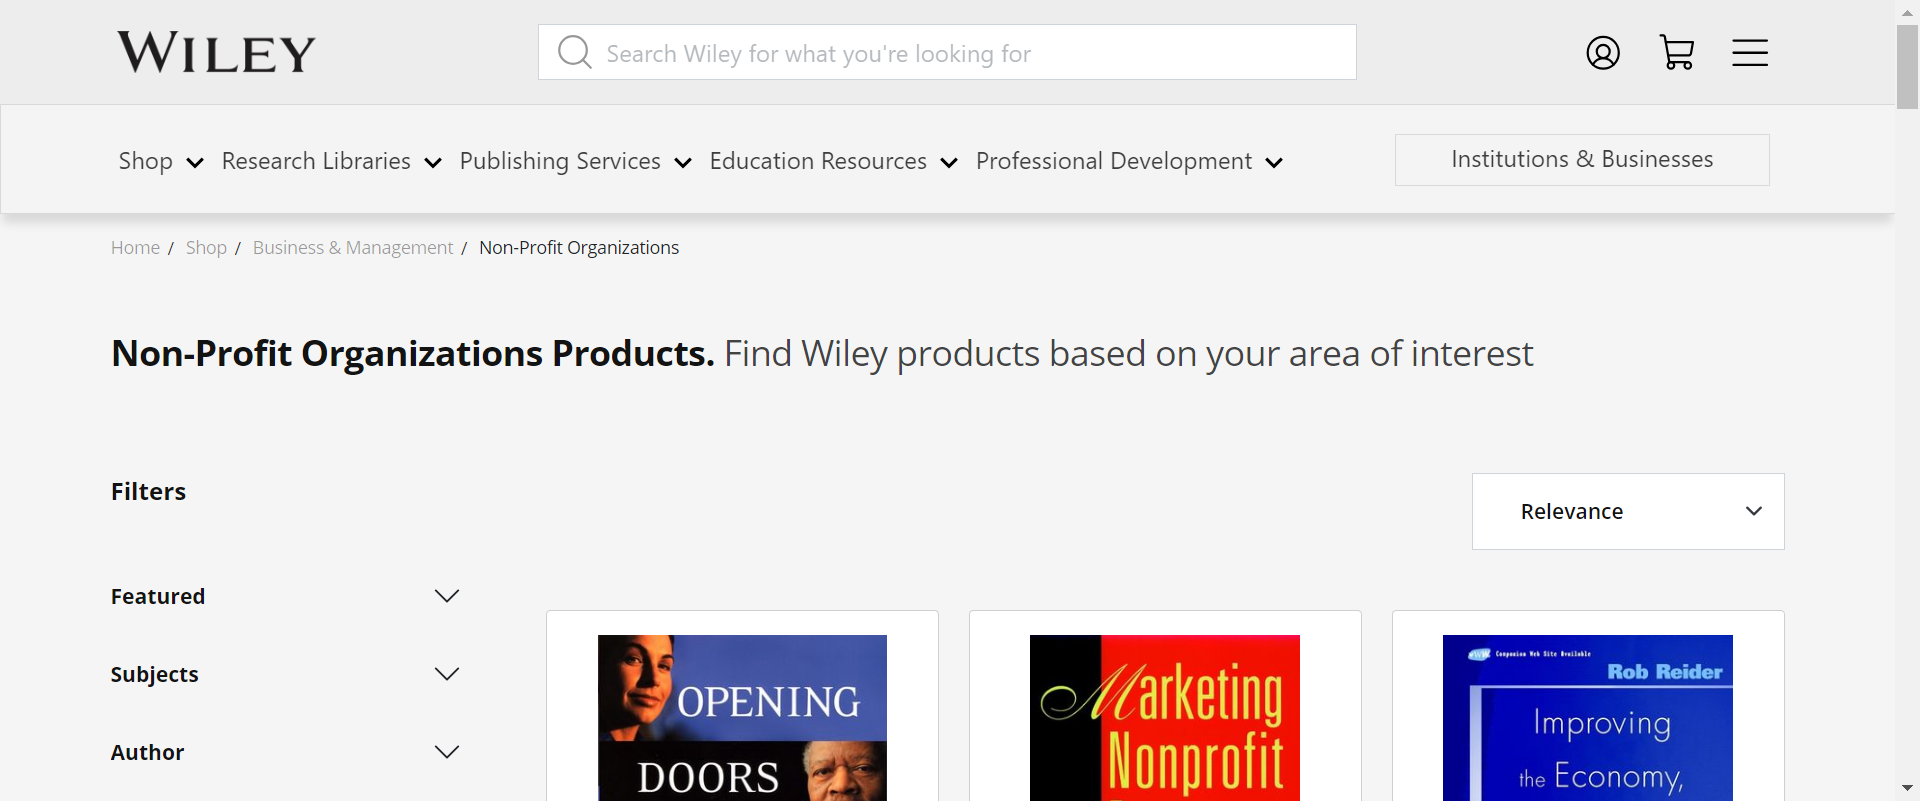 WILEY
Search Wiley for what you're looking for
Shop Research Libraries Publishing Services Education Resources Professional Development
Institutions & Businesses
Home / Shop / Business & Management / Non-Profit Organizations
Non-Profit Organizations Products. Find Wiley products based on your area of interest
Filters
Relevance
Featured
Subjects
Author
OPENING
DOORS
Marketing
Nonprofit
Companion Web Site Available
Rob Reider
Improving
the Economy,